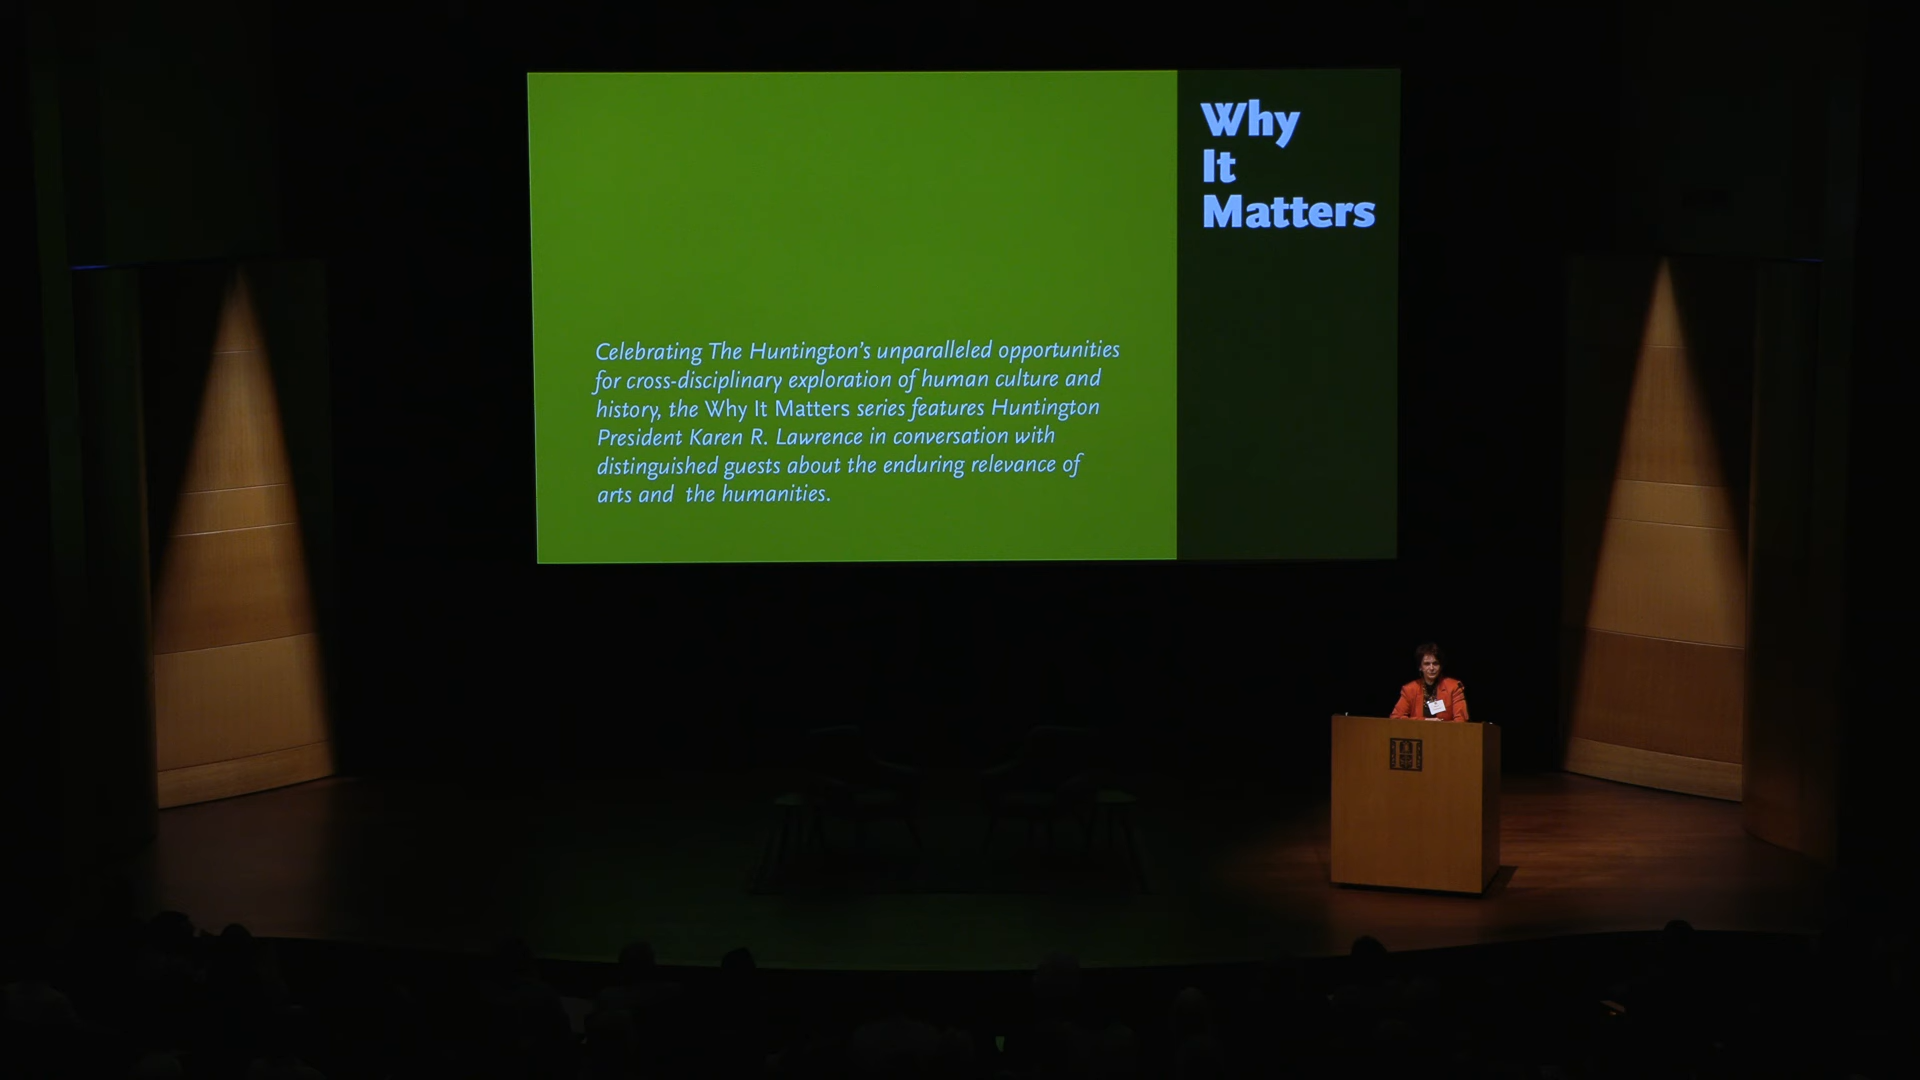 Why
It
Matters
Celebrating The Huntington's unparalleled opportunities
for cross-disciplinary exploration of human culture and
history, the Why It Matters series features Huntington
President Karen R. Lawrence in conversation with
distinguished guests about the enduring relevance of
arts and the humanities.